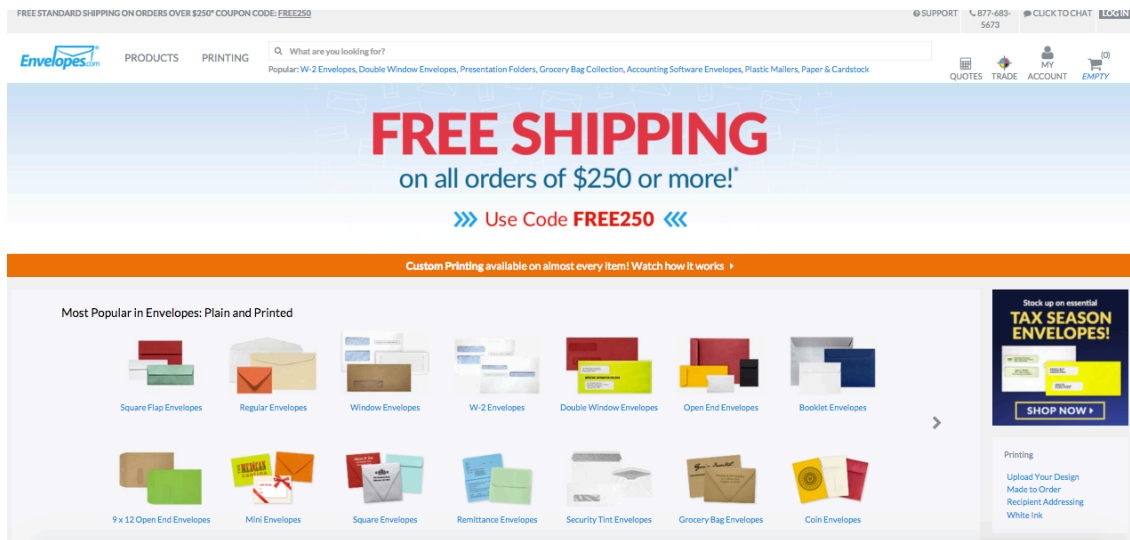 FREE STANDARD SHIPPING ON ORDERS OVER $250* COUPON CODE: FREE250
SUPPORT
877-683-5673
CLICK TO CHAT
LOG IN
Envelopes.com
PRODUCTS
PRINTING
What are you looking for?
Popular: W-2 Envelopes, Double Window Envelopes, Presentation Folders, Grocery Bag Collection, Accounting Software Envelopes, Plastic Mailers, Paper & Cardstock
QUOTES
TRADE
MY
ACCOUNT
(0)
EMPTY
FREE SHIPPING
on all orders of $250 or more!*
Use Code FREE250
Custom Printing available on almost every item! Watch how it works
Most Popular in Envelopes: Plain and Printed
Square Flap Envelopes
Regular Envelopes
Window Envelopes
W-2 Envelopes
Double Window Envelopes
Open End Envelopes
Booklet Envelopes
9 x 12 Open End Envelopes
Mini Envelopes
Square Envelopes
Remittance Envelopes
Security Tint Envelopes
Grocery Bag Envelopes
Coin Envelopes
Stock up on essential
TAX SEASON
ENVELOPES!
SHOP NOW
Printing
Upload Your Design
Made to Order
Recipient Addressing
White Ink